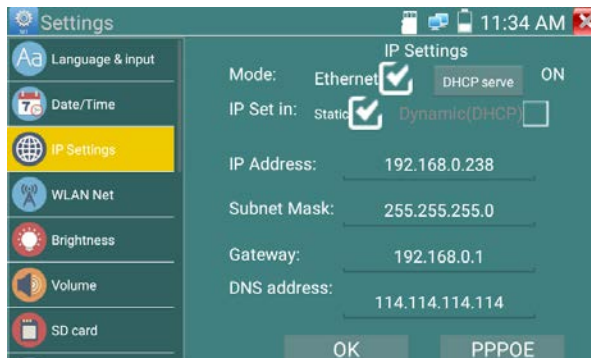 Settings
11:34 AM
Aa Language & input
7 Date/Time
IP Settings
WLAN Net
Brightness
Volume
SD card
IP Settings
Mode: Ethernet DHCP serve ON
IP Set in: Static Dynamic(DHCP)
IP Address: 192.168.0.238
Subnet Mask: 255.255.255.0
Gateway: 192.168.0.1
DNS address: 114.114.114.114
OK PPPOE